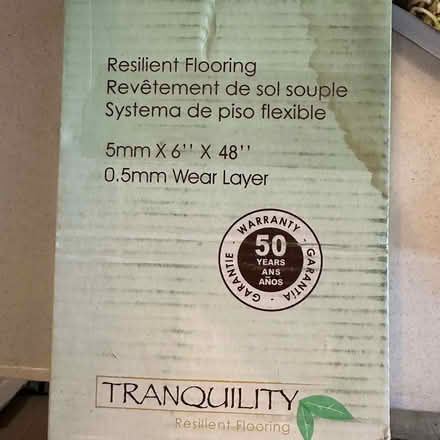 Resilient Flooring
Revêtement de sol souple
Systema de piso flexible
5mm X 6'' X 48''
0.5mm Wear Layer
WARRANTY
GARANTIE
GARANTIA
50
YEARS
ANS
AÑOS
TRANQUILITY
Resilient Flooring